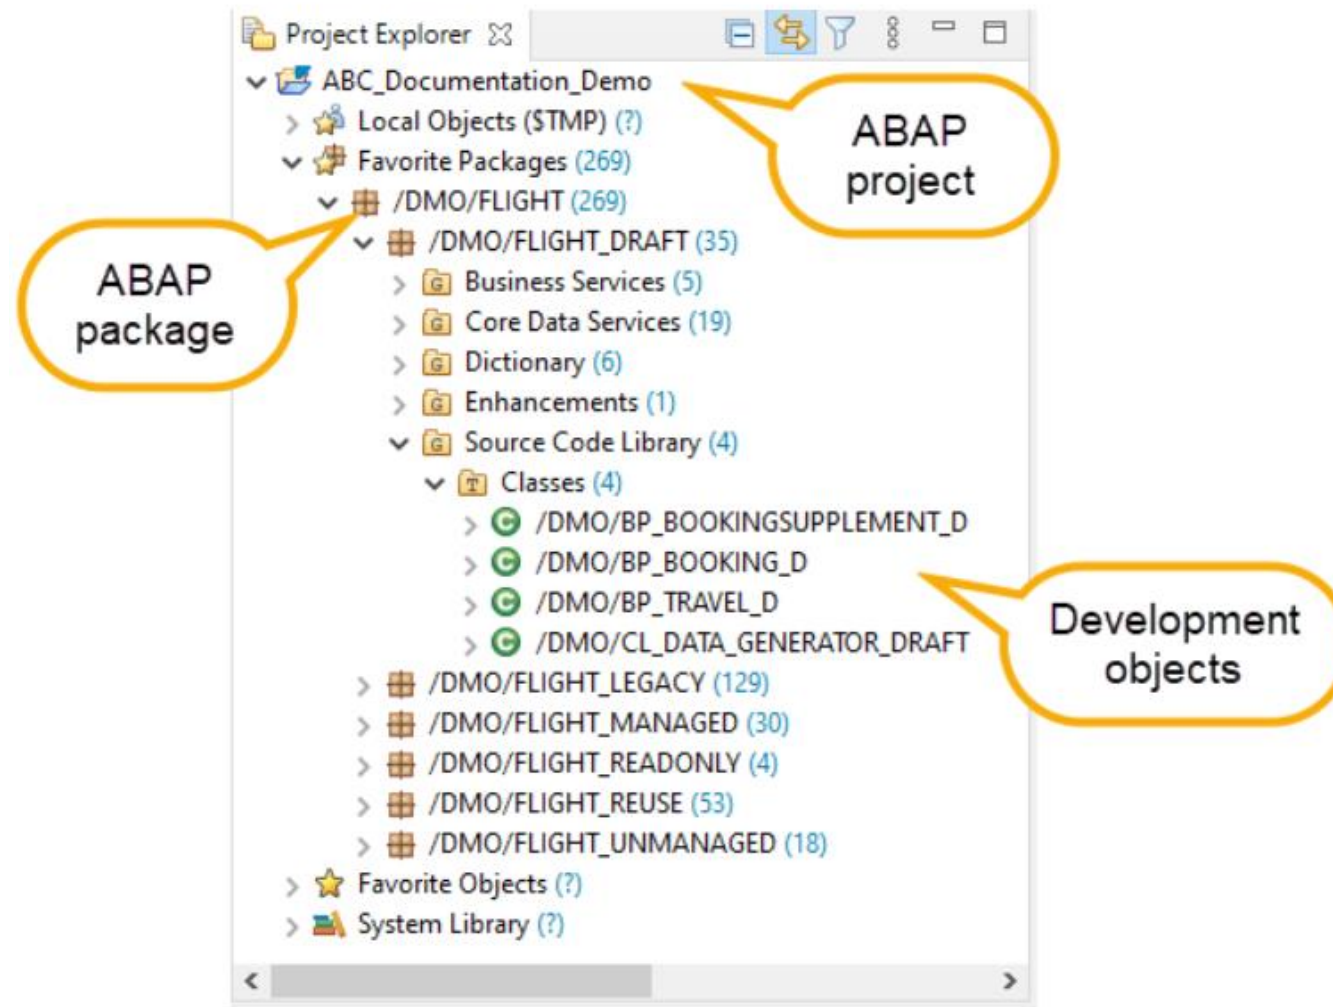 Project Explorer
ABC_Documentation_Demo
Local Objects ($TMP) (?)
Favorite Packages (269)
/DMO/FLIGHT (269)
/DMO/FLIGHT_DRAFT (35)
Business Services (5)
Core Data Services (19)
Dictionary (6)
Enhancements (1)
Source Code Library (4)
Classes (4)
/DMO/BP_BOOKINGSUPPLEMENT_D
/DMO/BP_BOOKING_D
/DMO/BP_TRAVEL_D
/DMO/CL_DATA_GENERATOR_DRAFT
/DMO/FLIGHT_LEGACY (129)
/DMO/FLIGHT_MANAGED (30)
/DMO/FLIGHT_READONLY (4)
/DMO/FLIGHT_REUSE (53)
/DMO/FLIGHT_UNMANAGED (18)
Favorite Objects (?)
System Library (?)
ABAP
project
ABAP
package
Development
objects